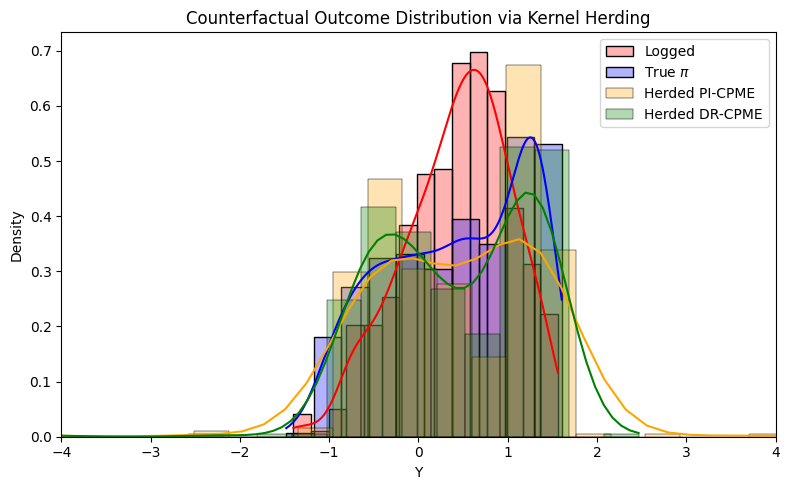 Counterfactual Outcome Distribution via Kernel Herding
Logged
True π
Herded PI-CPME
Herded DR-CPME
Density
0.7
0.6
0.5
0.4
0.3
0.2
0.1
0.0
−4 −3 −2 −1 0 1 2 3 4
Y